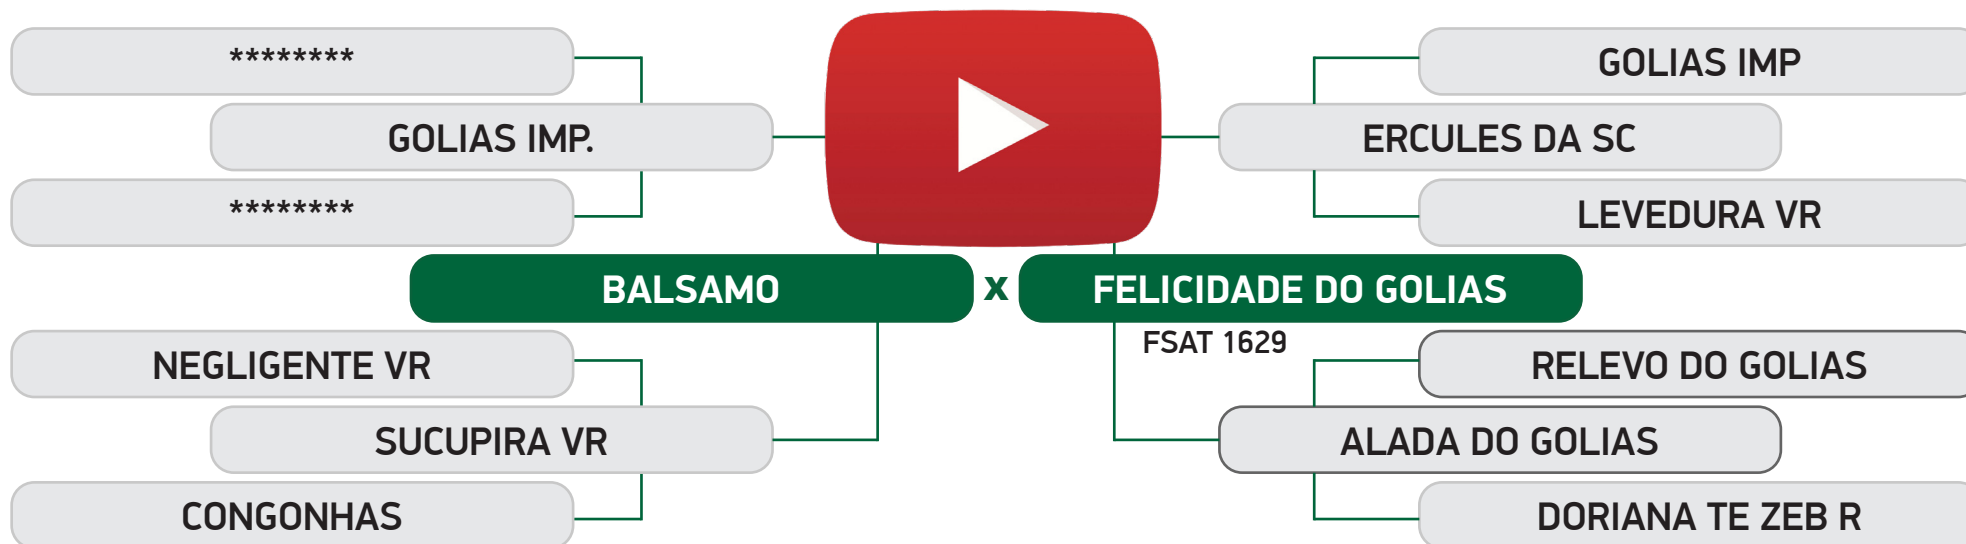 ********
GOLIAS IMP.
********
GOLIAS IMP
ERCULES DA SC
LEVEDURA VR
BALSAMO x FELICIDADE DO GOLIAS
FSAT 1629
NEGLIGENTE VR
SUCUPIRA VR
CONGONHAS
RELEVO DO GOLIAS
ALADA DO GOLIAS
DORIANA TE ZEB R